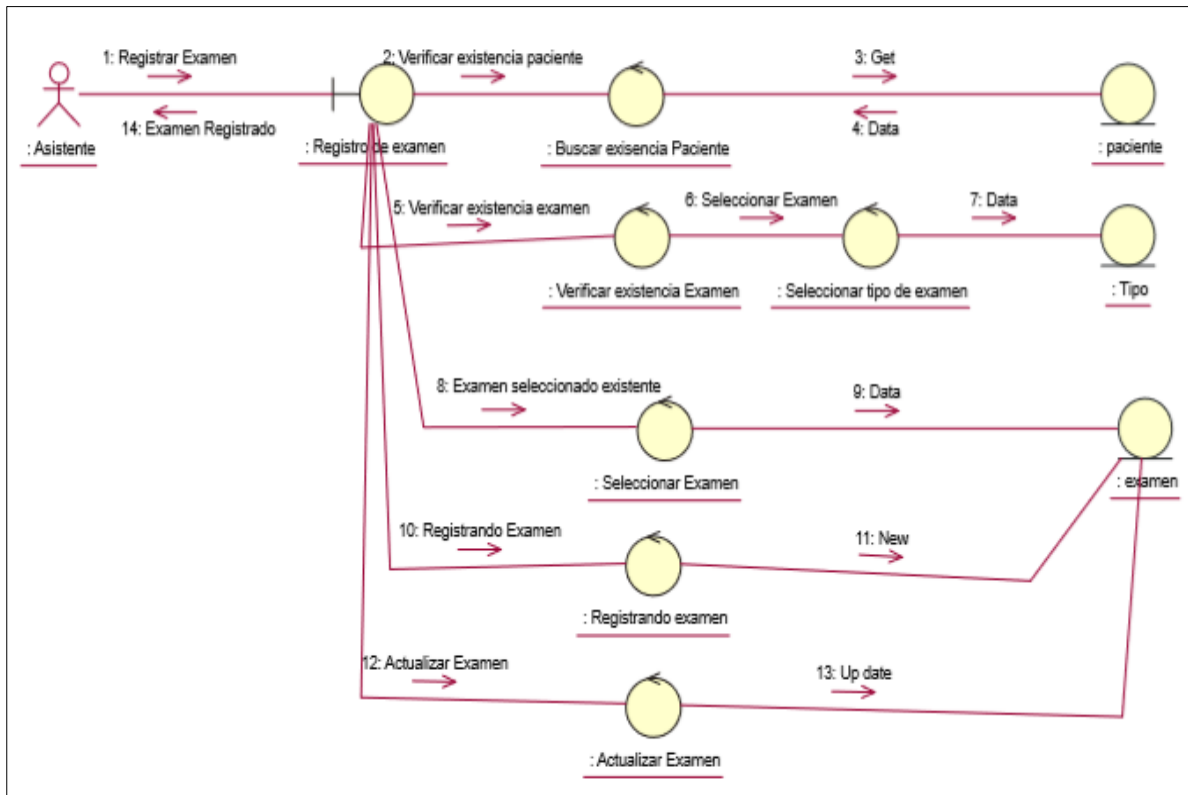 1: Registrar Examen
2: Verificar existencia paciente
3: Get
14: Examen Registrado
4: Data
: Asistente
: Registro de examen
: Buscar exisencia Paciente
: paciente
5: Verificar existencia examen
6: Seleccionar Examen
7: Data
: Verificar existencia Examen
: Seleccionar tipo de examen
: Tipo
8: Examen seleccionado existente
9: Data
: Seleccionar Examen
: examen
10: Registrando Examen
11: New
: Registrando examen
12: Actualizar Examen
13: Up date
: Actualizar Examen